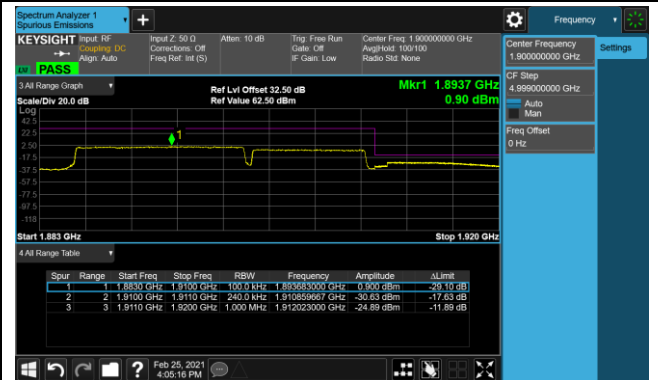 Spectrum Analyzer 1
Spurious Emissions
+
Frequency
KEYSIGHT
Input: RF
Coupling: DC
Align: Auto
Input Z: 50 Ω
Corrections: Off
Freq Ref: Int (S)
Atten: 10 dB
Trig: Free Run
Gate: Off
IF Gain: Low
Center Freq: 1.900000000 GHz
Avg|Hold: 100/100
Radio Std: None
PASS
Center Frequency
1.900000000 GHz
Settings
CF Step
4.999000000 GHz
Auto
Man
Freq Offset
0 Hz
3 All Range Graph
Scale/Div 20.0 dB
Ref Lvl Offset 32.50 dB
Ref Value 62.50 dBm
Mkr1 1.8937 GHz
0.90 dBm
Log
42.5
22.5
2.50
-17.5
-37.5
-57.5
-77.5
-97.5
-118
1
Start 1.883 GHz
Stop 1.920 GHz
4 All Range Table
Spur Range Start Freq Stop Freq RBW Frequency Amplitude ΔLimit
1 1 1.8830 GHz 1.9100 GHz 100.0 kHz 1.893683000 GHz 0.900 dBm -29.10 dB
2 2 1.9100 GHz 1.9110 GHz 240.0 kHz 1.910859667 GHz -30.63 dBm -17.63 dB
3 3 1.9110 GHz 1.9200 GHz 1.000 MHz 1.912023000 GHz -24.89 dBm -11.89 dB
?
Feb 25, 2021
4:05:16 PM